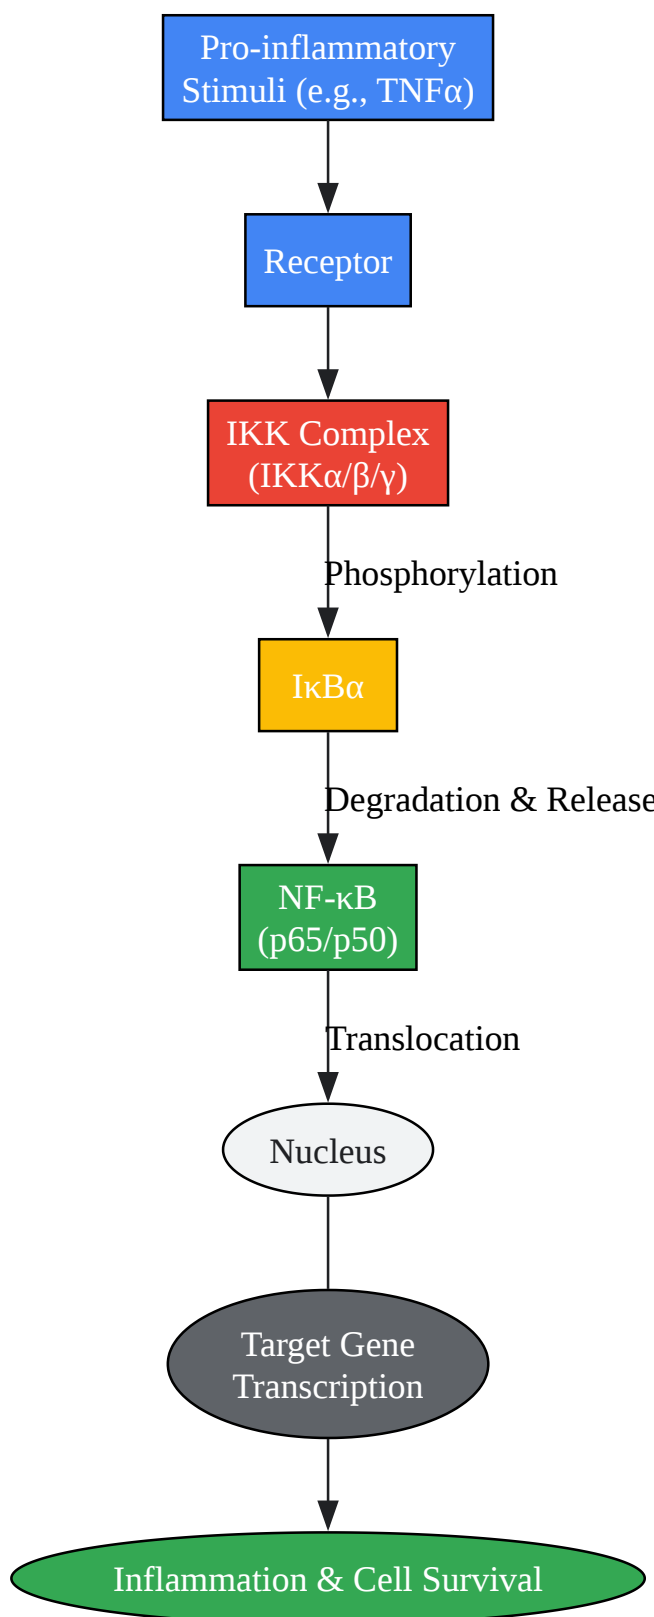 Pro-inflammatory
Stimuli (e.g., TNFα)
Receptor
IKK Complex
(IKKα/β/γ)
Phosphorylation
IκBα
Degradation & Release
NF-κB
(p65/p50)
Translocation
Nucleus
Target Gene
Transcription
Inflammation & Cell Survival